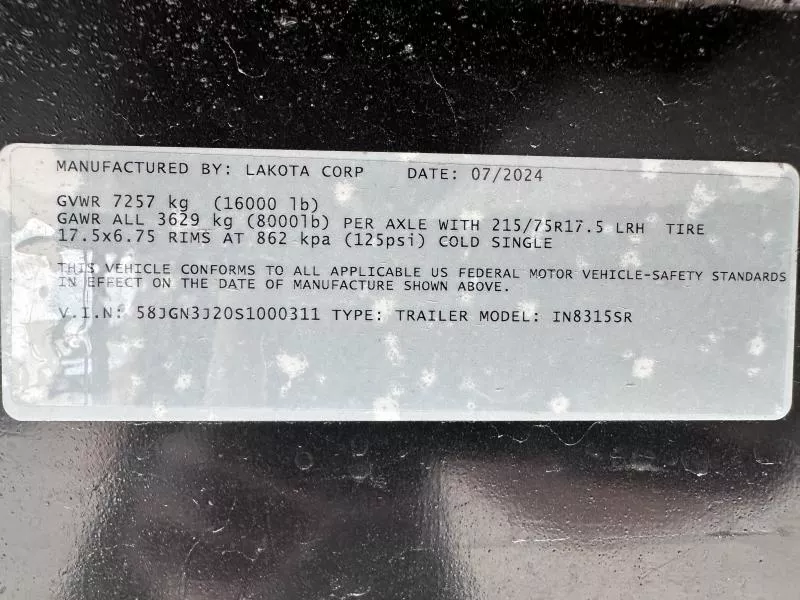 MANUFACTURED BY: LAKOTA CORP DATE: 07/2024
GVWR 7257 kg (16000 lb)
GAWR ALL 3629 kg (8000lb) PER AXLE WITH 215/75R17.5 LRH TIRE
17.5x6.75 RIMS AT 862 kpa (125psi) COLD SINGLE
THIS VEHICLE CONFORMS TO ALL APPLICABLE US FEDERAL MOTOR VEHICLE-SAFETY STANDARDS
IN EFFECT ON THE DATE OF MANUFACTURE SHOWN ABOVE.
V.I.N: 58JGN3J20S1000311 TYPE: TRAILER MODEL: IN8315SR